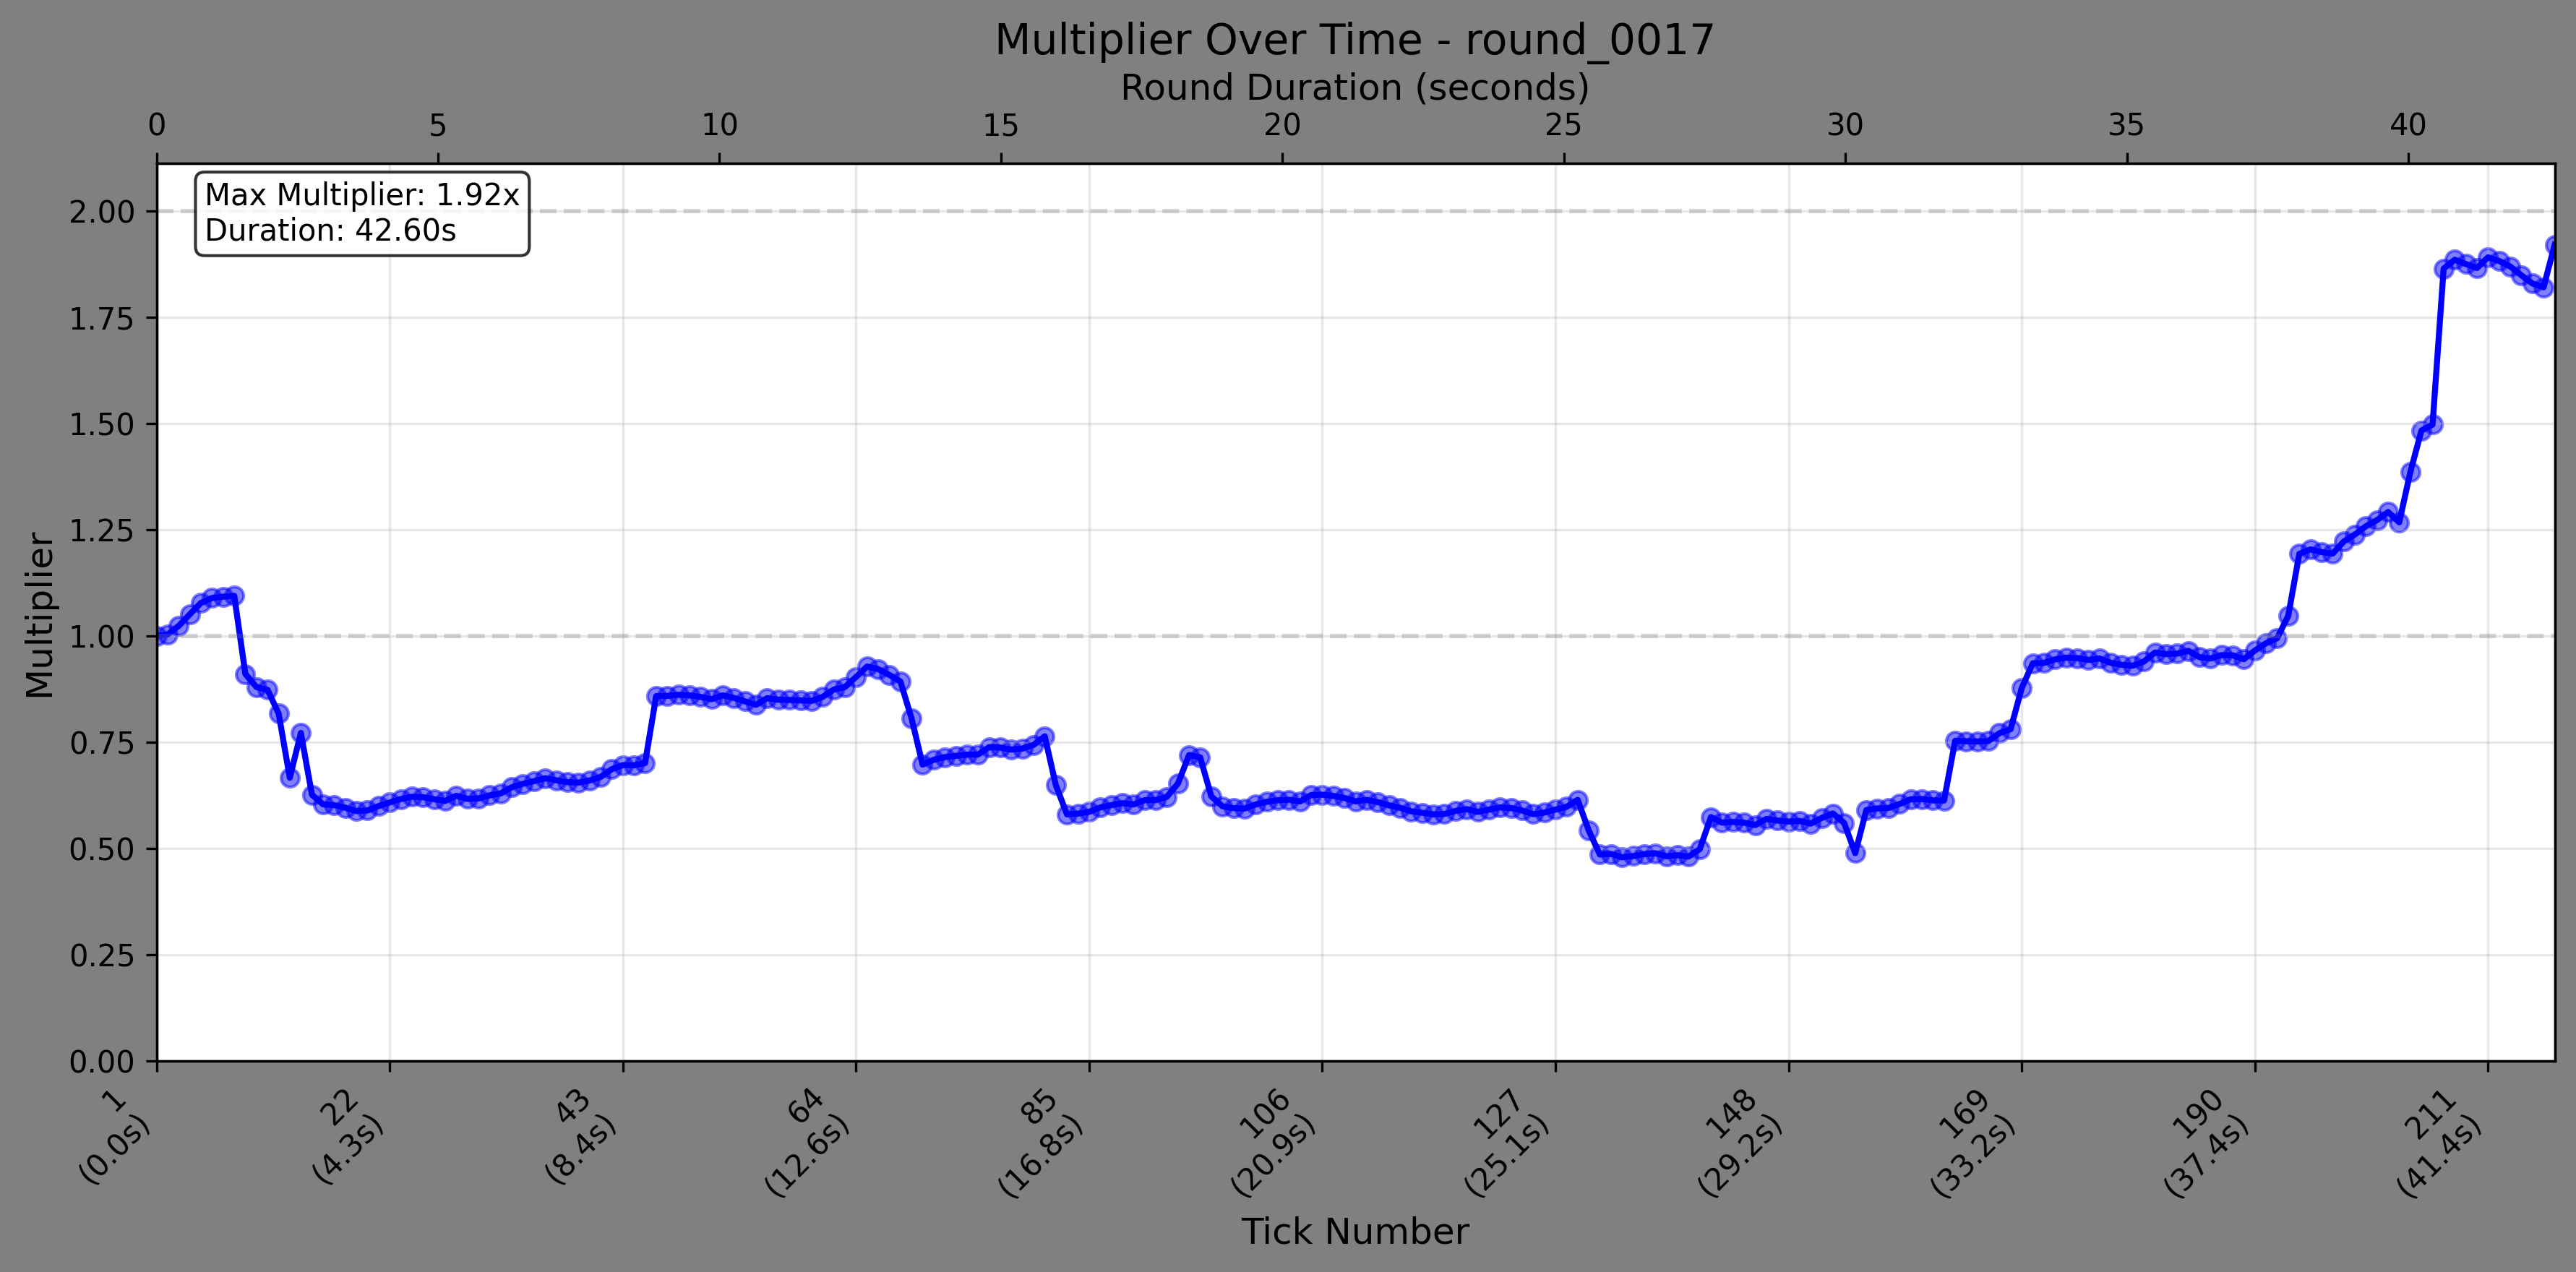 Multiplier Over Time - round_0017
Round Duration (seconds)
0 5 10 15 20 25 30 35 40
Max Multiplier: 1.92x
Duration: 42.60s
Multiplier
2.00
1.75
1.50
1.25
1.00
0.75
0.50
0.25
0.00
1
(0.0s)
22
(4.3s)
43
(8.4s)
64
(12.6s)
85
(16.8s)
106
(20.9s)
127
(25.1s)
148
(29.2s)
169
(33.2s)
190
(37.4s)
211
(41.4s)
Tick Number